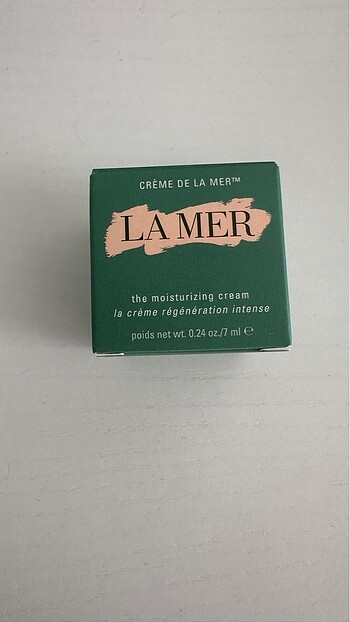 CRÈME DE LA MER™
LA MER
the moisturizing cream
la crème régénération intense
poids net wt. 0.24 oz./7 ml ℮